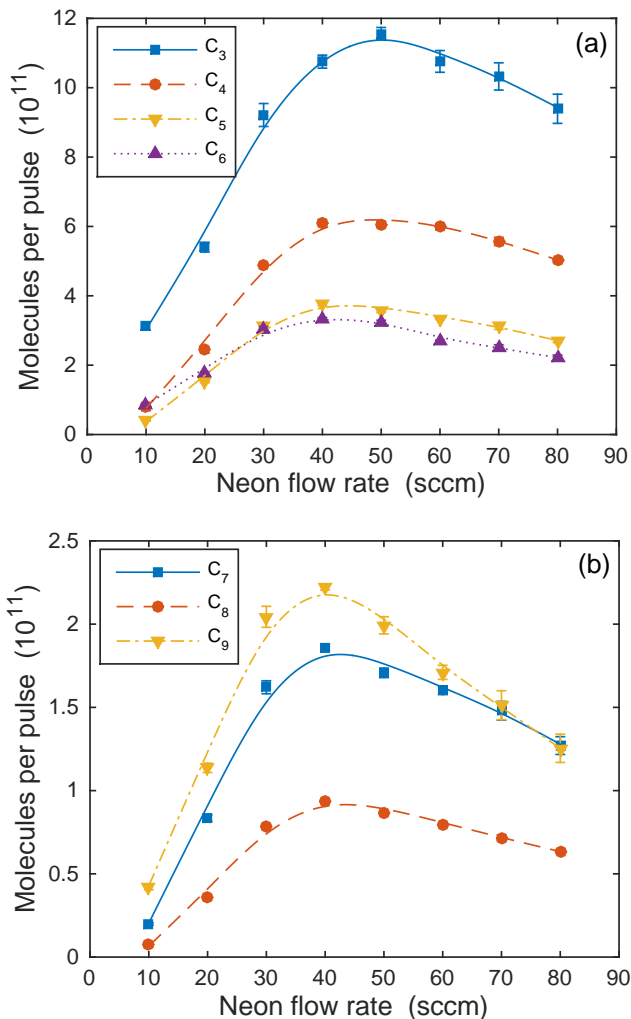 (a)
C3
C4
C5
C6
Molecules per pulse (10^11)
12
10
8
6
4
2
0
0 10 20 30 40 50 60 70 80 90
Neon flow rate (sccm)
(b)
C7
C8
C9
Molecules per pulse (10^11)
2.5
2
1.5
1
0.5
0
0 10 20 30 40 50 60 70 80 90
Neon flow rate (sccm)